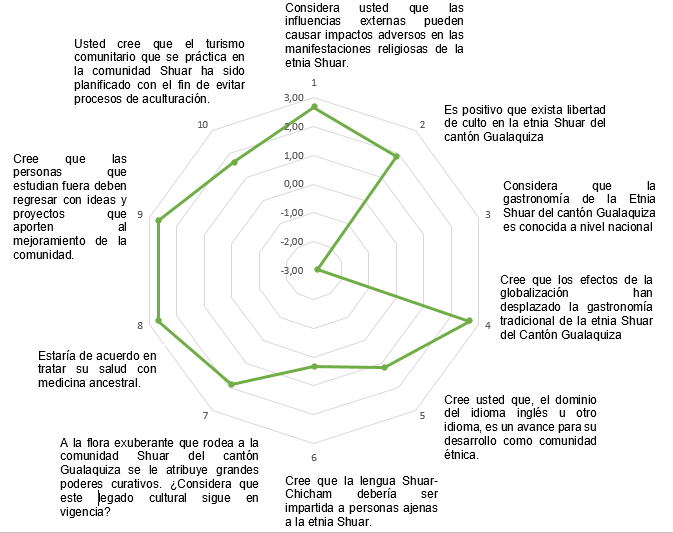 Considera usted que las
influencias externas pueden
causar impactos adversos en las
manifestaciones religiosas de la
etnia Shuar.
1
Usted cree que el turismo
comunitario que se práctica en
la comunidad Shuar ha sido
planificado con el fin de evitar
procesos de aculturación.
10
3,00
2,00
1,00
0,00
-1,00
-2,00
-3,00
2
Es positivo que exista libertad
de culto en la etnia Shuar del
cantón Gualaquiza
Cree que las
personas que
estudian fuera deben
regresar con ideas y
proyectos que
aporten al
mejoramiento de la
comunidad.
9
3
Considera que la
gastronomía de la Etnia
Shuar del cantón Gualaquiza
es conocida a nivel nacional
Cree que los efectos de la
globalización han
desplazado la gastronomía
tradicional de la etnia Shuar
del Cantón Gualaquiza
4
8
Estaría de acuerdo en
tratar su salud con
medicina ancestral.
Cree usted que, el dominio
del idioma inglés u otro
idioma, es un avance para su
desarrollo como comunidad
étnica.
5
7
A la flora exuberante que rodea a la
comunidad Shuar del cantón
Gualaquiza se le atribuye grandes
poderes curativos. ¿Considera que
este legado cultural sigue en
vigencia?
6
Cree que la lengua Shuar-
Chicham debería ser
impartida a personas ajenas
a la etnia Shuar.